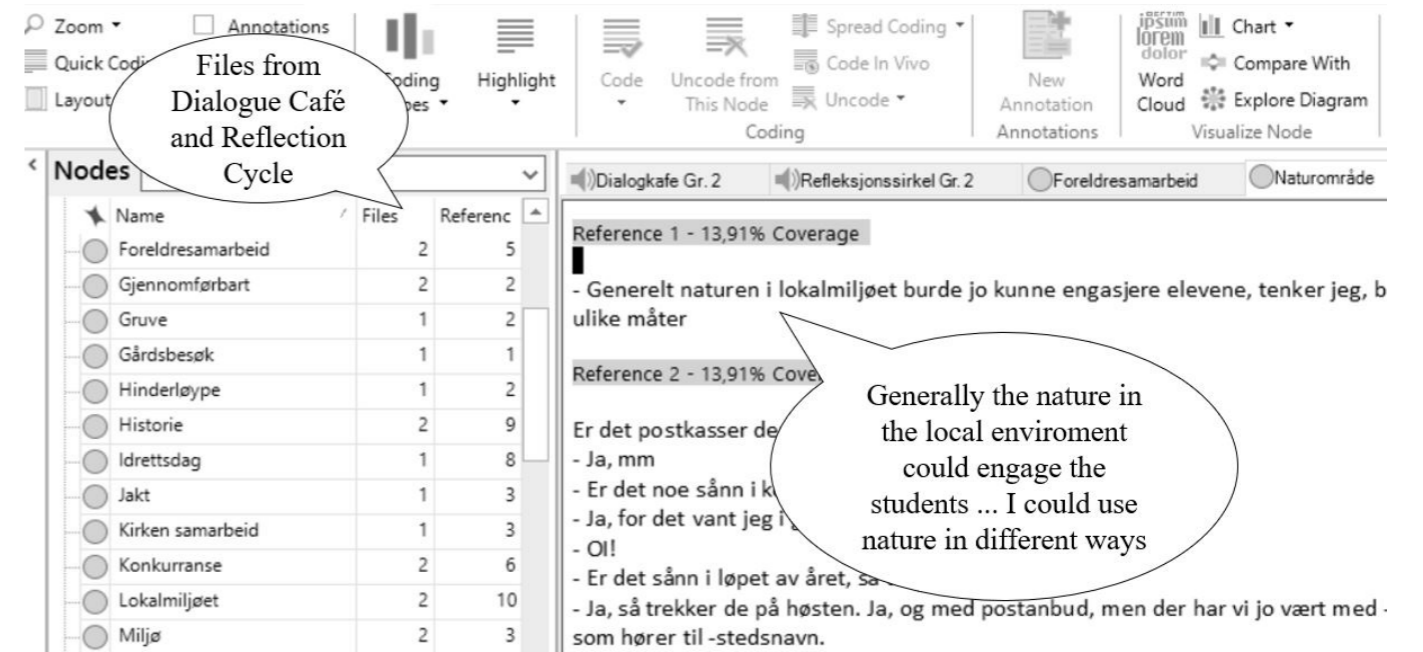 Zoom
Annotations
Quick Codi
Layout
Coding
pes
Highlight
Code
Uncode from
This Node
Spread Coding
Code In Vivo
Uncode
Coding
New
Annotation
Annotations
ipsum
lorem
dolor
Word
Cloud
Chart
Compare With
Explore Diagram
Visualize Node
Files from
Dialogue Café
and Reflection
Cycle
Nodes
Name Files Referenc
Foreldresamarbeid 2 5
Gjennomførbart 2 2
Gruve 1 2
Gårdsbesøk 1 1
Hinderløype 1 2
Historie 2 9
Idrettsdag 1 8
Jakt 1 3
Kirken samarbeid 1 3
Konkurranse 2 6
Lokalmiljøet 2 10
Miljø 2 3
Dialogkafe Gr. 2 Refleksjonssirkel Gr. 2 Foreldresamarbeid Naturområde
Reference 1 - 13,91% Coverage
- Generelt naturen i lokalmiljøet burde jo kunne engasjere elevene, tenker jeg, b
ulike måter
Reference 2 - 13,91% Cove
Er det postkasser de
- Ja, mm
- Er det noe sånn i k
- Ja, for det vant jeg i
- OI!
- Er det sånn i løpet av året, så
- Ja, så trekker de på høsten. Ja, og med postanbud, men der har vi jo vært med -
som hører til -stedsnavn.
Generally the nature in
the local enviroment
could engage the
students ... I could use
nature in different ways